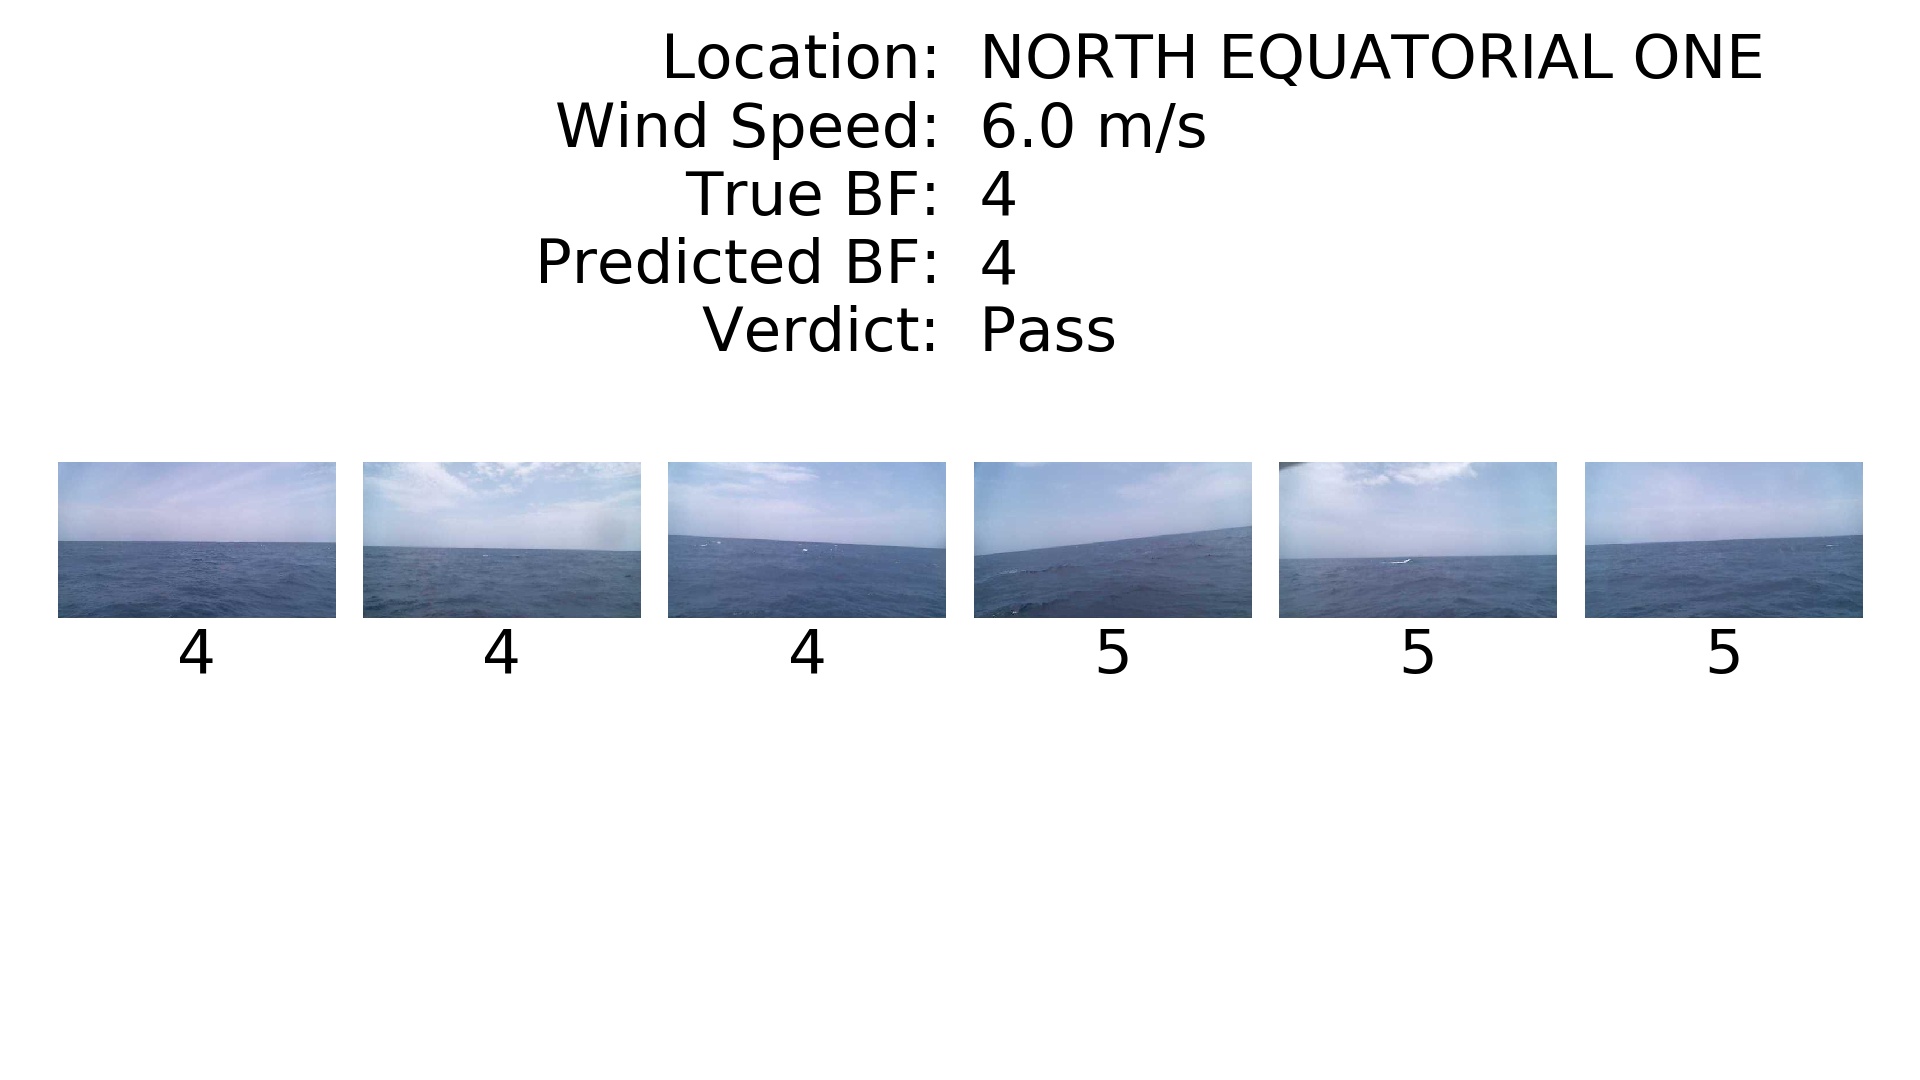 Location: NORTH EQUATORIAL ONE
Wind Speed: 6.0 m/s
True BF: 4
Predicted BF: 4
Verdict: Pass
4 4 4 5 5 5